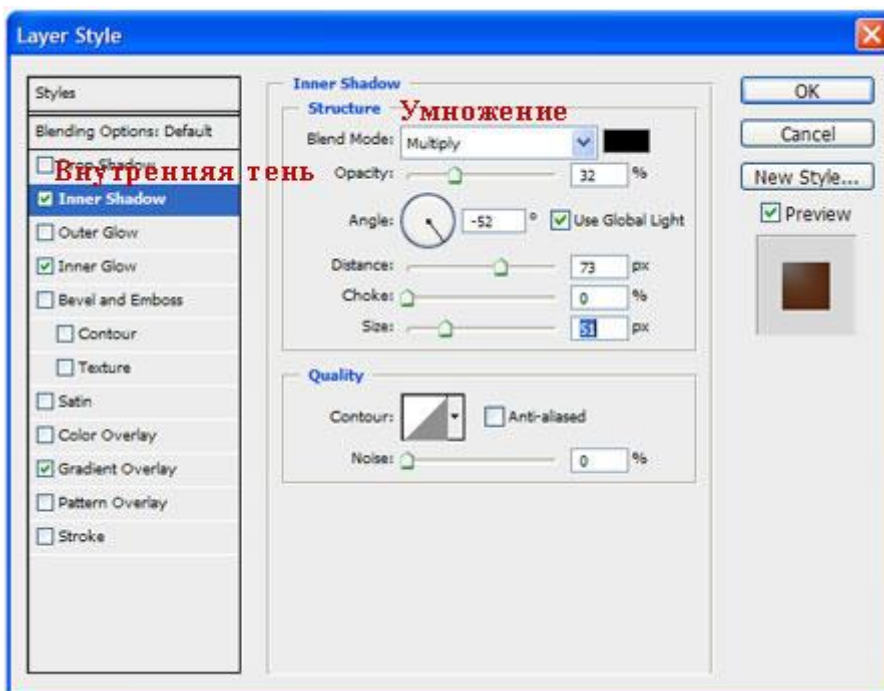 Layer Style
Styles
Blending Options: Default
Внутренняя тень
Inner Shadow
Outer Glow
Inner Glow
Bevel and Emboss
Contour
Texture
Satin
Color Overlay
Gradient Overlay
Pattern Overlay
Stroke
Inner Shadow
Structure
Умножение
Blend Mode: Multiply
Opacity: 32 %
Angle: -52 ° Use Global Light
Distance: 73 px
Choke: 0 %
Size: 51 px
Quality
Contour: Anti-aliased
Noise: 0 %
OK
Cancel
New Style...
Preview